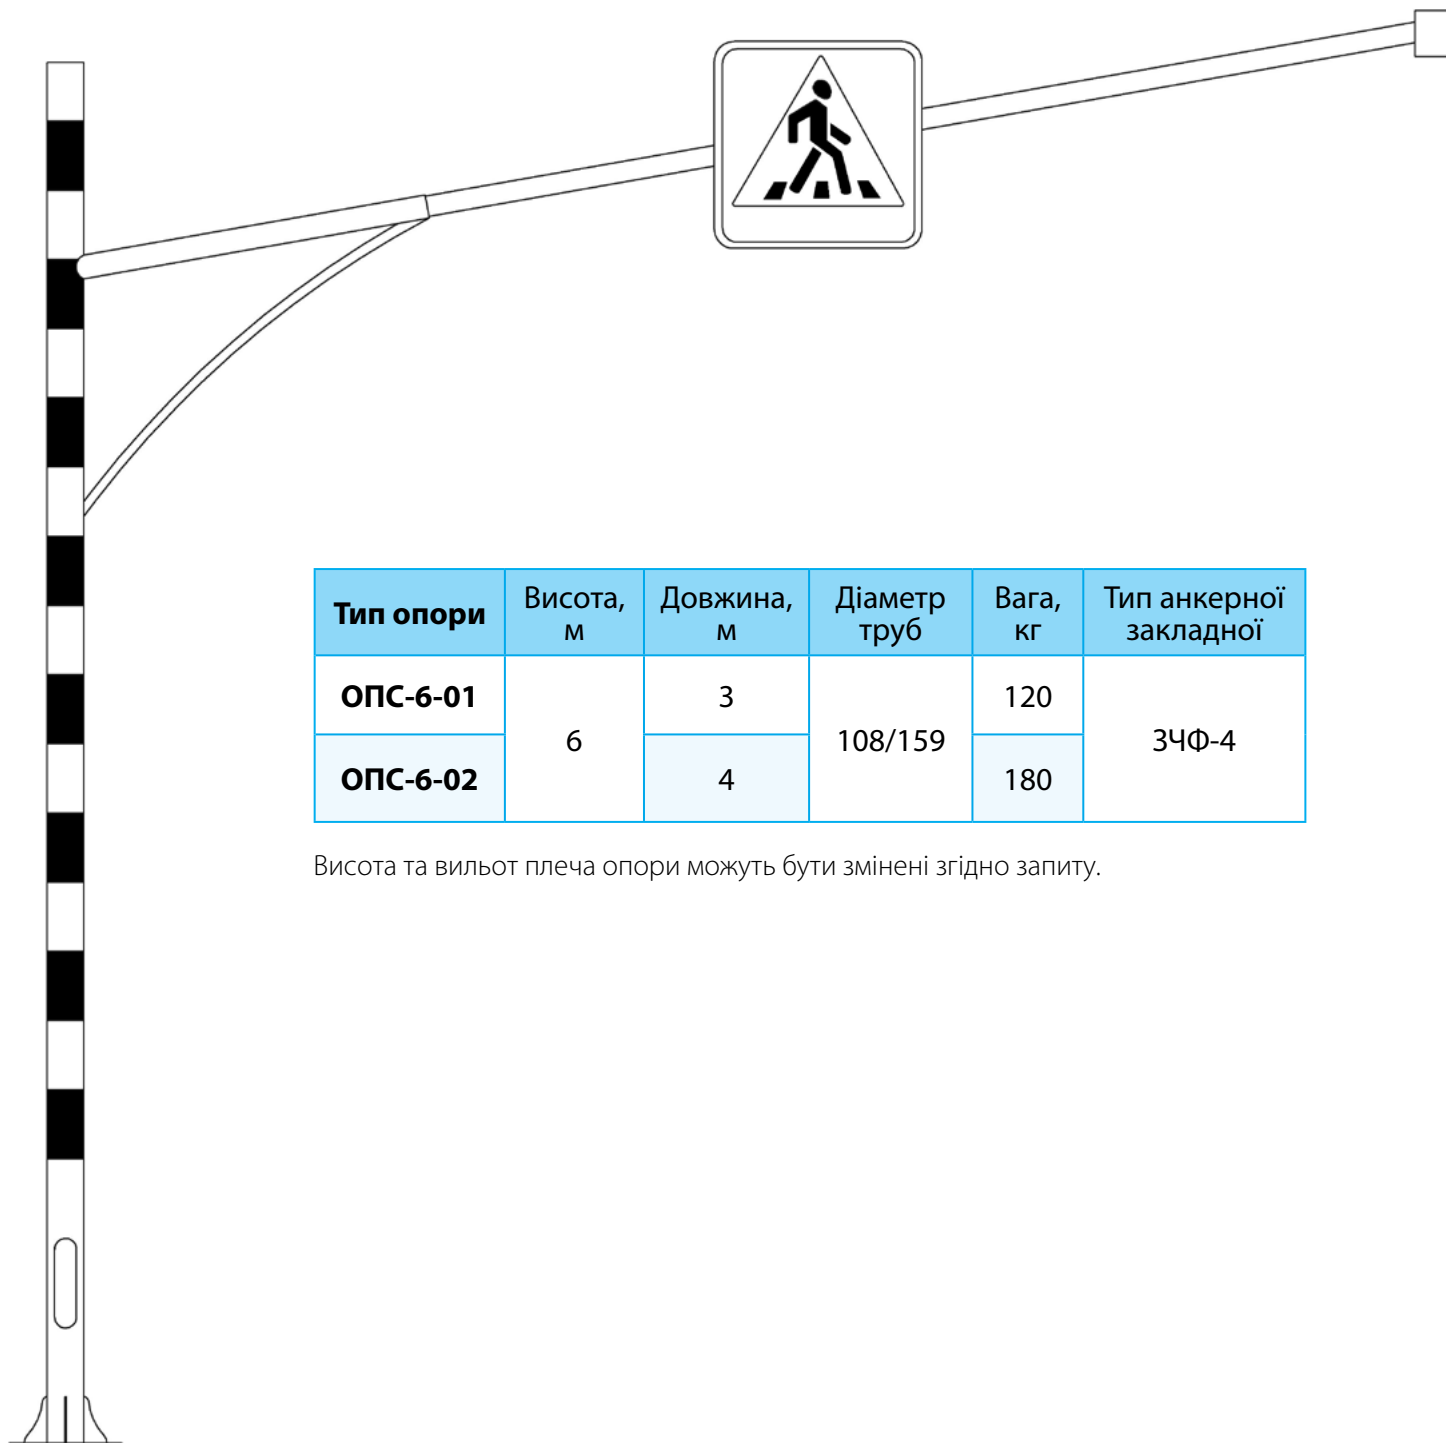 Тип опори Висота, м Довжина, м Діаметр труб Вага, кг Тип анкерної закладної
ОПС-6-01 6 3 108/159 120 ЗЧФ-4
ОПС-6-02 4 180
Висота та вильот плеча опори можуть бути змінені згідно запиту.